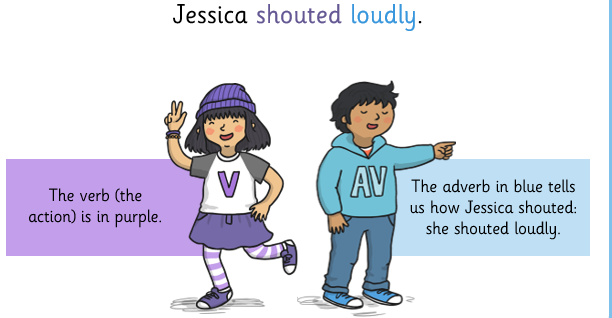 Jessica shouted loudly.
V
AV
The verb (the
action) is in purple.
The adverb in blue tells
us how Jessica shouted:
she shouted loudly.